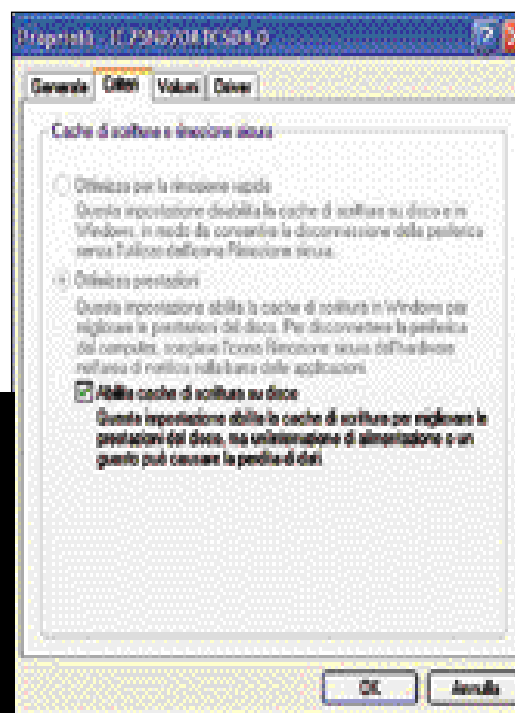 Proprietà -
Generale Criteri Volumi Driver
Cache di scrittura e rimozione sicura
Ottimizza per la rimozione rapida
Questa impostazione disabilita la cache di scrittura su disco e in
Windows, in modo da consentire la disconnessione della periferica
senza l'utilizzo dell'icona Rimozione sicura.
Ottimizza prestazioni
Questa impostazione abilita la cache di scrittura in Windows per
migliorare le prestazioni del disco. Per disconnettere la periferica
dal computer, scegliere l'icona Rimozione sicura dell'hardware
nell'area di notifica nella barra delle applicazioni.
Abilita cache di scrittura su disco
Questa impostazione abilita la cache di scrittura per migliorare le
prestazioni del disco, ma un'interruzione di alimentazione o un
guasto può causare la perdita di dati.
OK Annulla